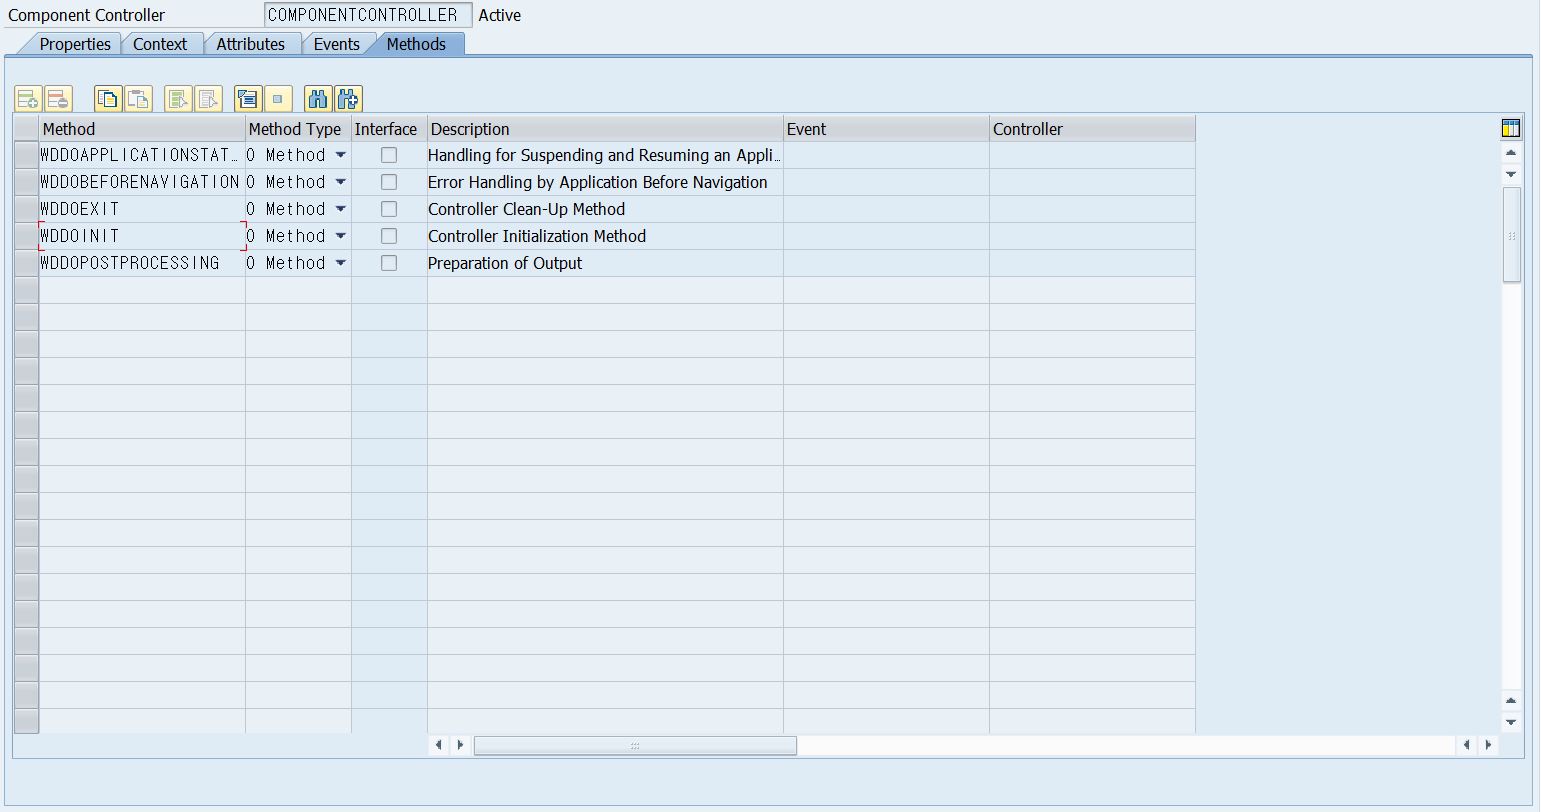 Component Controller COMPONENTCONTROLLER Active
Properties Context Attributes Events Methods
Method Method Type Interface Description Event Controller
WDDOAPPLICATIONSTAT… 0 Method Handling for Suspending and Resuming an Appli…
WDDOBEFORENAVIGATION 0 Method Error Handling by Application Before Navigation
WDDOEXIT 0 Method Controller Clean-Up Method
WDDOINIT 0 Method Controller Initialization Method
WDDOPOSTPROCESSING 0 Method Preparation of Output